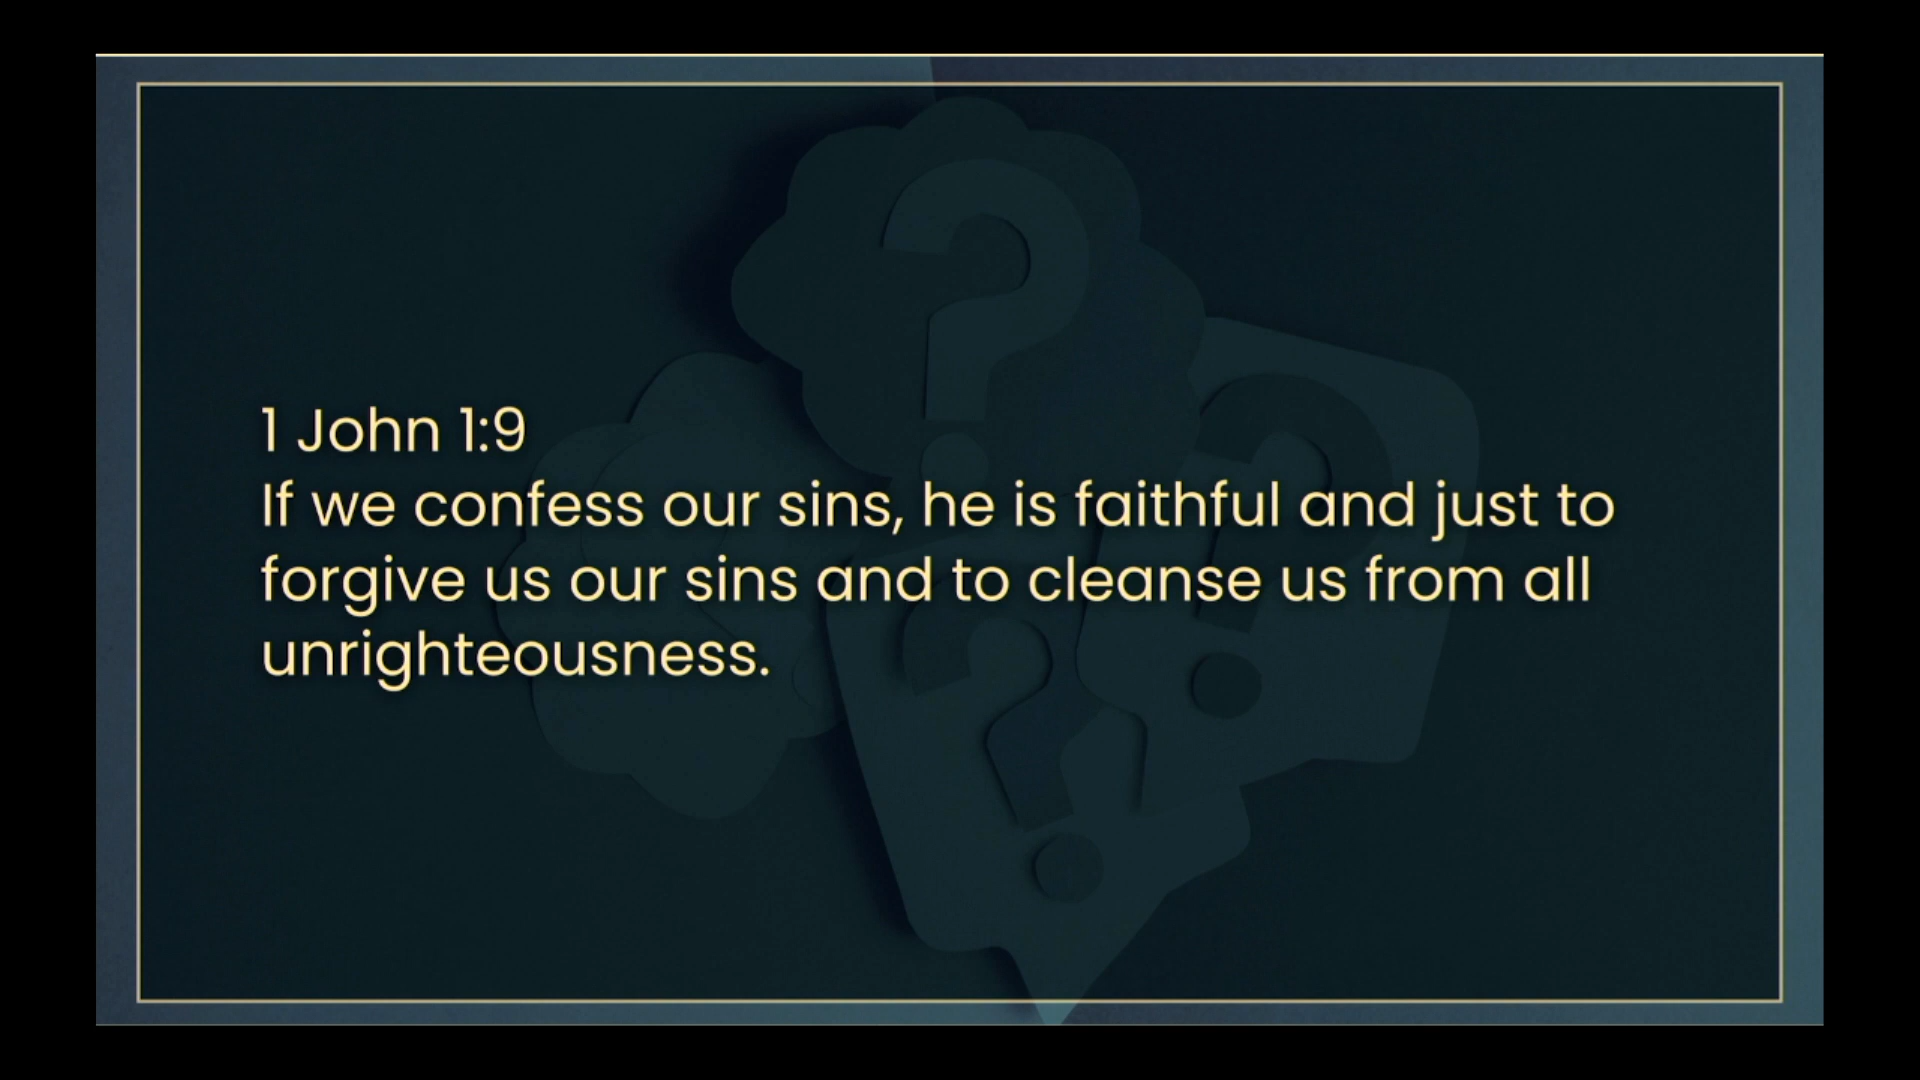 1 John 1:9
If we confess our sins, he is faithful and just to
forgive us our sins and to cleanse us from all
unrighteousness.